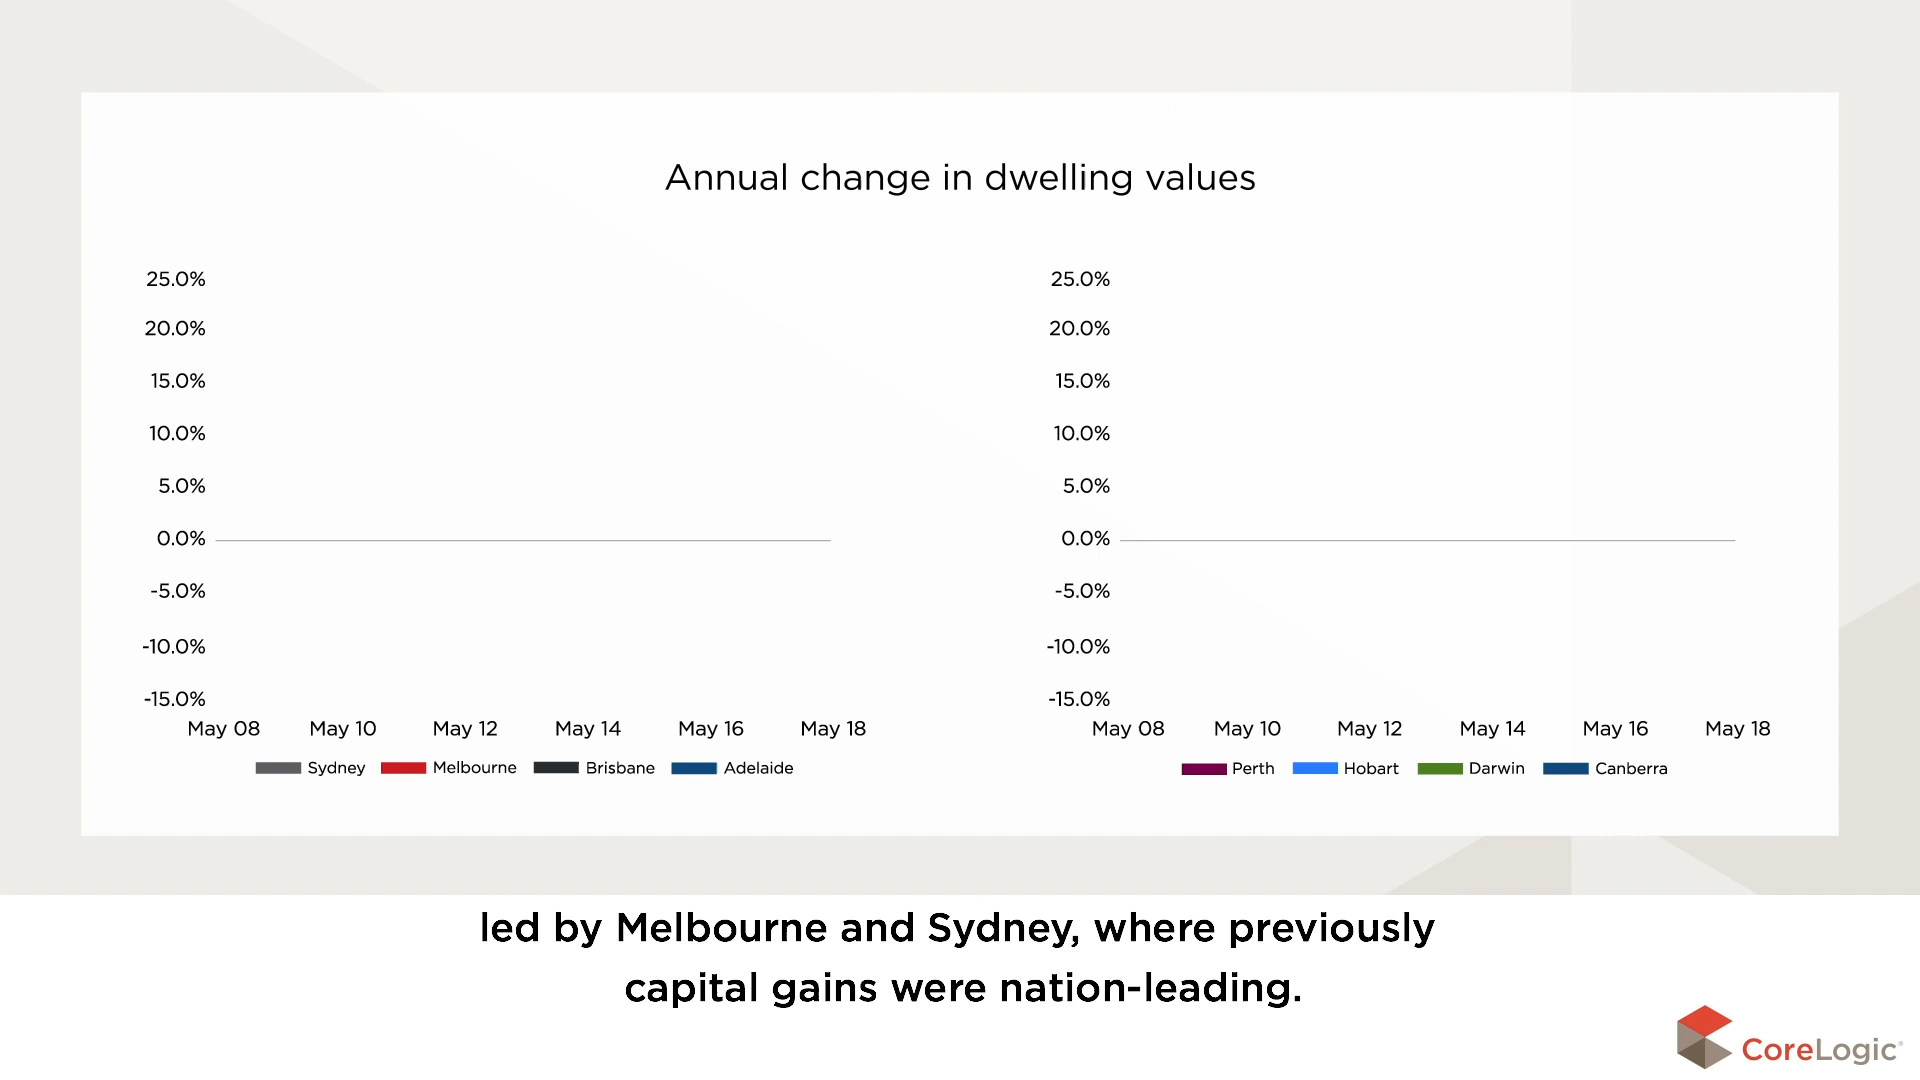 Annual change in dwelling values
25.0%
20.0%
15.0%
10.0%
5.0%
0.0%
-5.0%
-10.0%
-15.0%
May 08 May 10 May 12 May 14 May 16 May 18
Sydney Melbourne Brisbane Adelaide
25.0%
20.0%
15.0%
10.0%
5.0%
0.0%
-5.0%
-10.0%
-15.0%
May 08 May 10 May 12 May 14 May 16 May 18
Perth Hobart Darwin Canberra
led by Melbourne and Sydney, where previously
capital gains were nation-leading.
CoreLogic